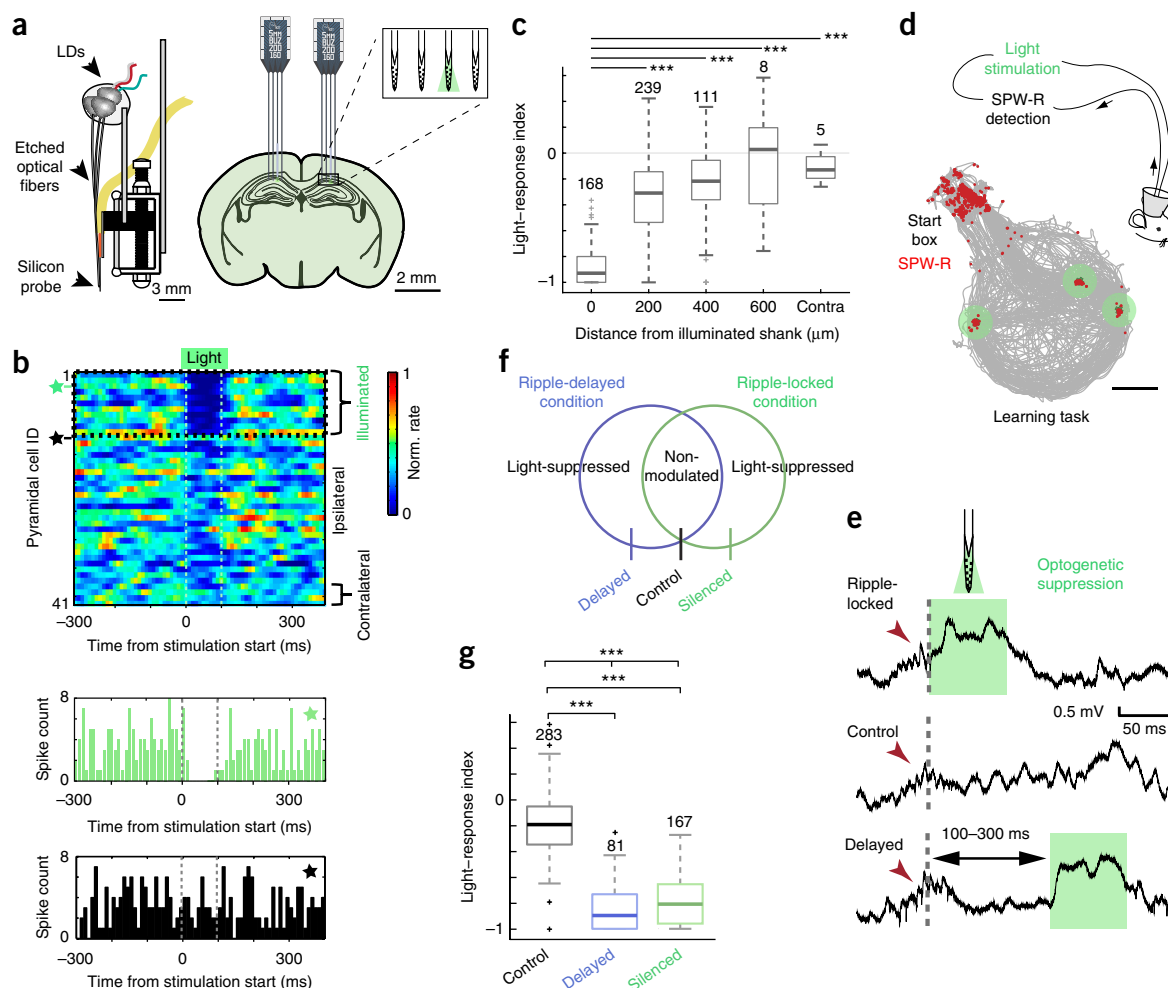 a
LDs
Etched
optical
fibers
Silicon
probe
3 mm
2 mm
b
Light
1
41
Pyramidal cell ID
Illuminated
Ipsilateral
Contralateral
1
0
Norm. rate
–300
0
300
Time from stimulation start (ms)
8
0
Spike count
–300
0
300
Time from stimulation start (ms)
8
0
Spike count
–300
0
300
Time from stimulation start (ms)
c
***
***
***
***
168
239
111
8
5
0
–1
Light–response index
0
200
400
600
Contra
Distance from illuminated shank (µm)
d
Light
stimulation
SPW-R
detection
Start
box
SPW-R
Learning task
f
Ripple-delayed
condition
Ripple-locked
condition
Light-suppressed
Non-
modulated
Light-suppressed
Delayed
Control
Silenced
e
Ripple-
locked
Optogenetic
suppression
0.5 mV
50 ms
Control
Delayed
100–300 ms
g
***
***
***
283
81
167
0
–1
Light–response index
Control
Delayed
Silenced